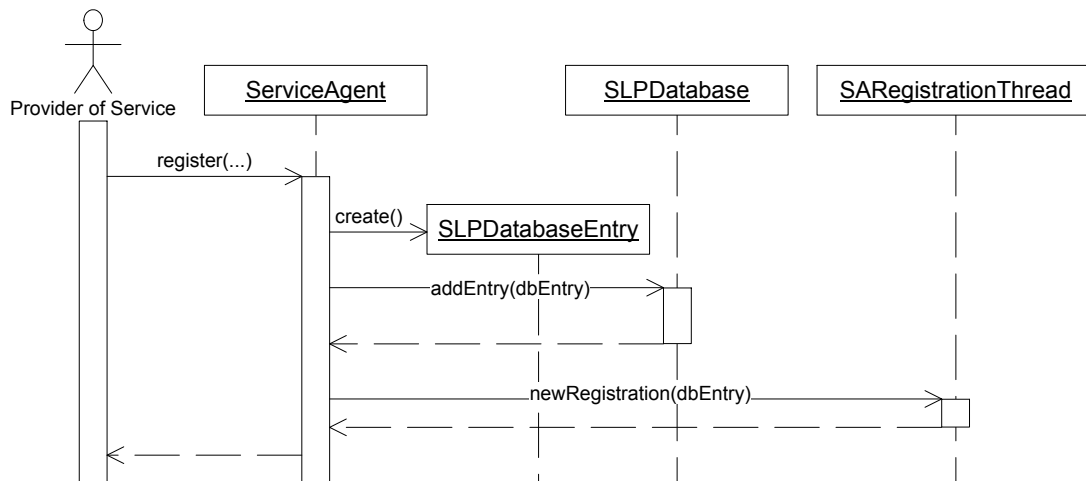 Provider of Service
ServiceAgent
SLPDatabase
SARegistrationThread
register(...)
create()
SLPDatabaseEntry
addEntry(dbEntry)
newRegistration(dbEntry)